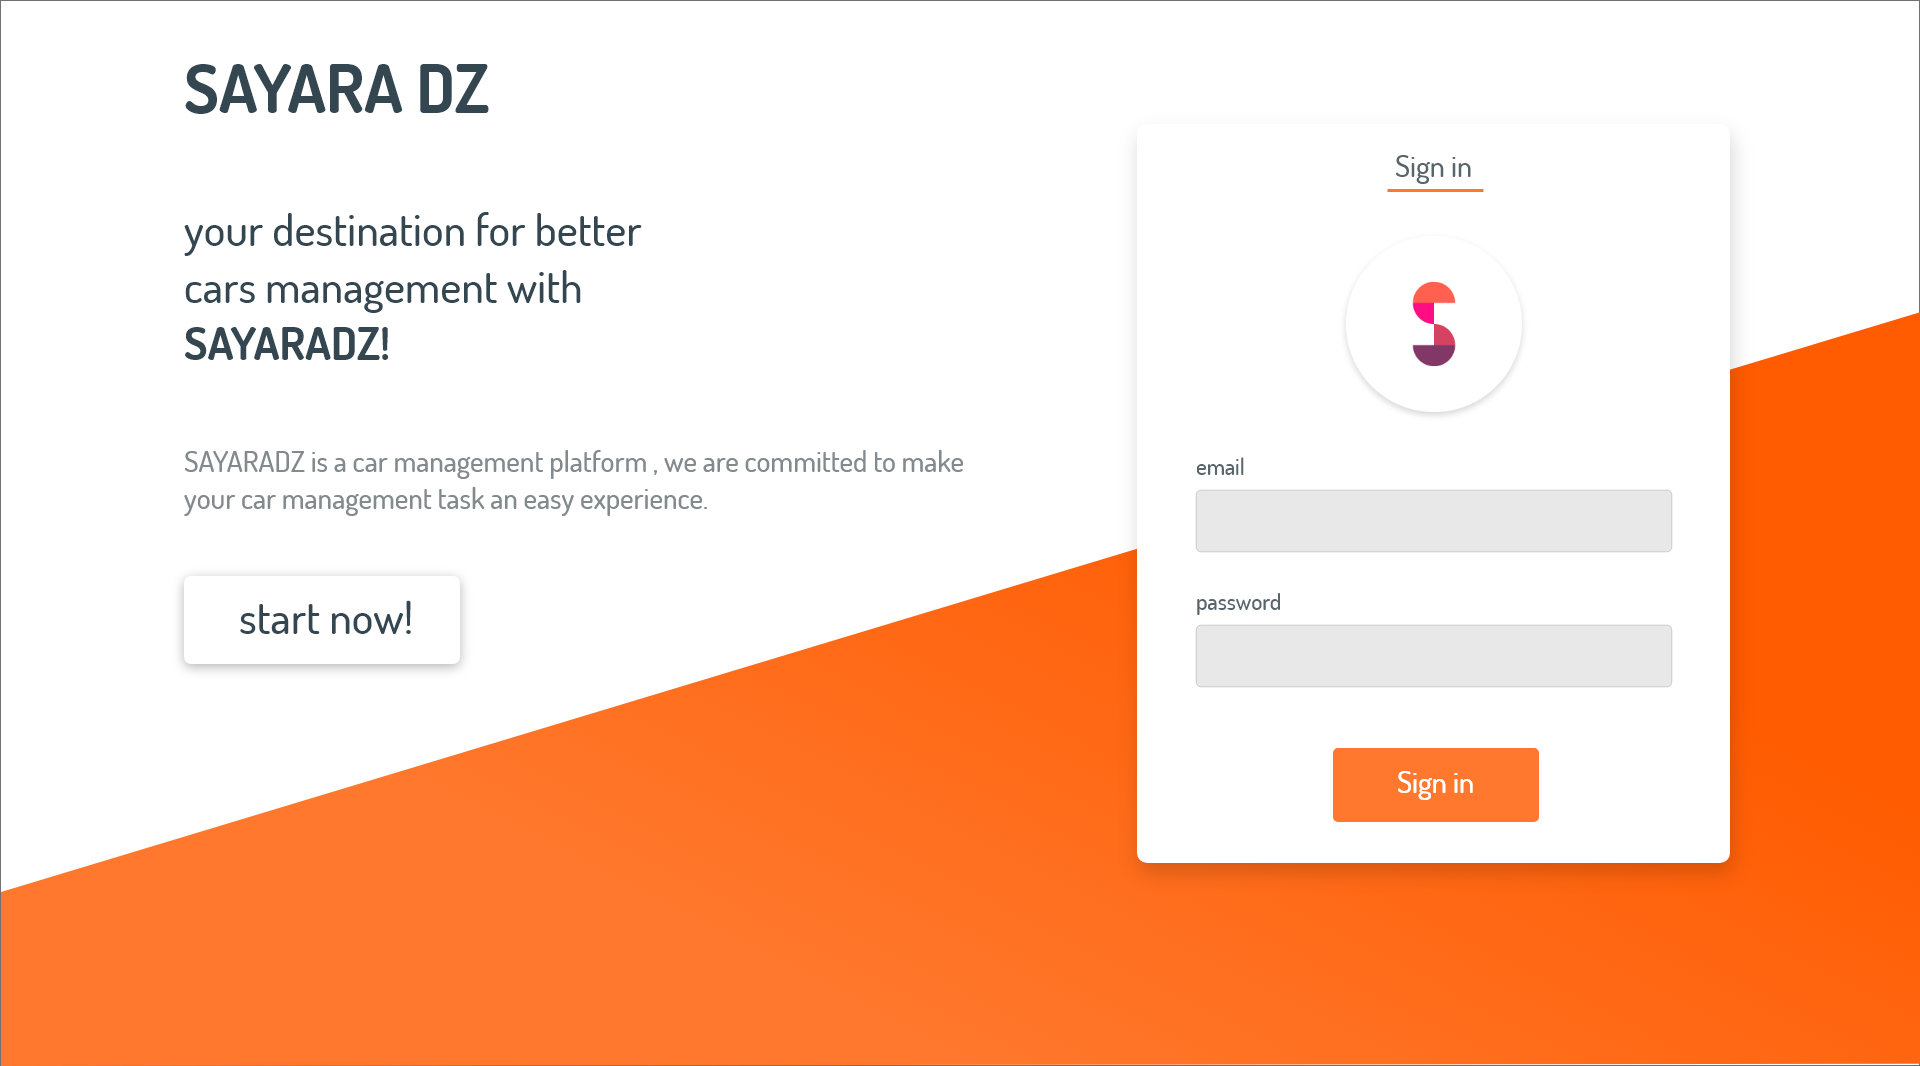 SAYARA DZ
your destination for better
cars management with
SAYARADZ!
SAYARADZ is a car management platform , we are committed to make
your car management task an easy experience.
start now!
Sign in
email
password
Sign in